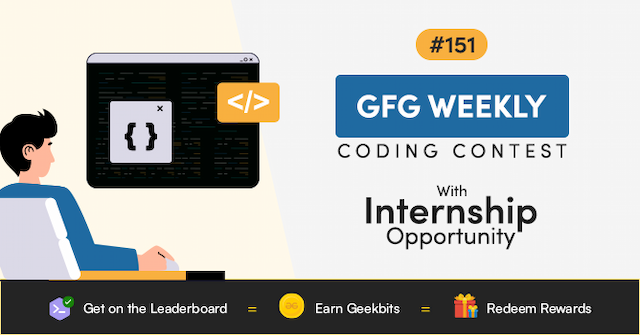 #151
GFG WEEKLY
CODING CONTEST
With
Internship
Opportunity
</>
{ }
Get on the Leaderboard = Earn Geekbits = Redeem Rewards